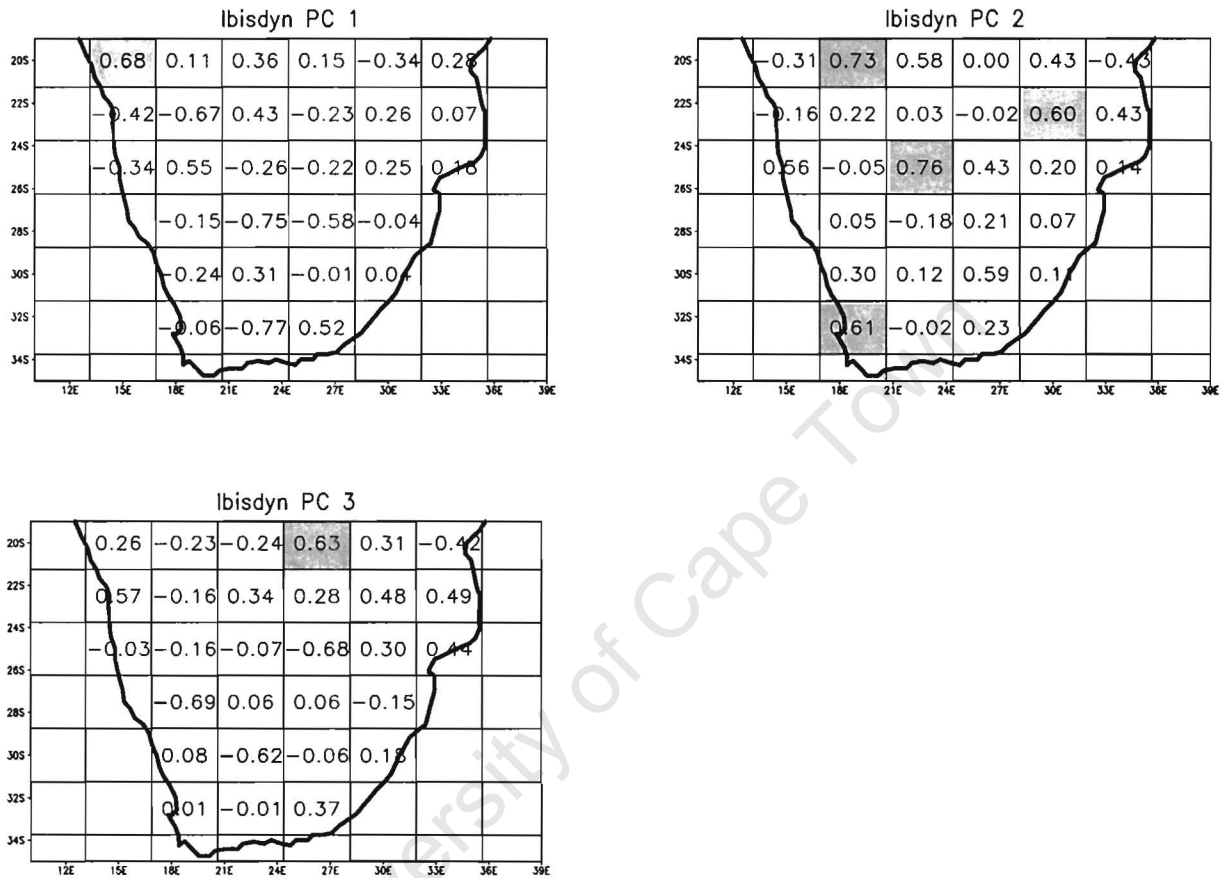 Ibisdyn PC 1
20S 0.68 0.11 0.36 0.15 −0.34 0.28
22S −0.42 −0.67 0.43 −0.23 0.26 0.07
24S
−0.34 0.55 −0.26 −0.22 0.25 0.18
26S
−0.15 −0.75 −0.58 −0.04
28S
30S −0.24 0.31 −0.01 0.04
32S −0.06 −0.77 0.52
34S
12E 15E 18E 21E 24E 27E 30E 33E 36E 39E
Ibisdyn PC 2
20S −0.31 0.73 0.58 0.00 0.43 −0.43
22S −0.16 0.22 0.03 −0.02 0.60 0.43
24S
0.56 −0.05 0.76 0.43 0.20 0.14
26S
0.05 −0.18 0.21 0.07
28S
30S 0.30 0.12 0.59 0.11
32S 0.61 −0.02 0.23
34S
12E 15E 18E 21E 24E 27E 30E 33E 36E 39E
Ibisdyn PC 3
20S 0.26 −0.23 −0.24 0.63 0.31 −0.42
22S 0.57 −0.16 0.34 0.28 0.48 0.49
24S
−0.03 −0.16 −0.07 −0.68 0.30 0.44
26S
−0.69 0.06 0.06 −0.15
28S
30S 0.08 −0.62 −0.06 0.18
32S 0.01 −0.01 0.37
34S
12E 15E 18E 21E 24E 27E 30E 33E 36E 39E
versity of Cape Town